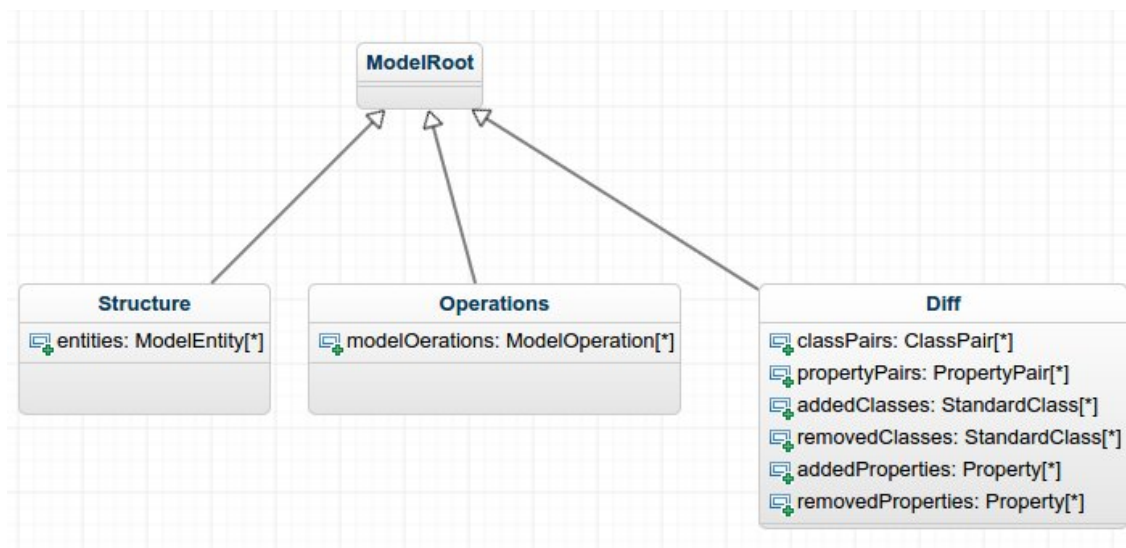 ModelRoot
Structure
entities: ModelEntity[*]
Operations
modelOerations: ModelOperation[*]
Diff
classPairs: ClassPair[*]
propertyPairs: PropertyPair[*]
addedClasses: StandardClass[*]
removedClasses: StandardClass[*]
addedProperties: Property[*]
removedProperties: Property[*]